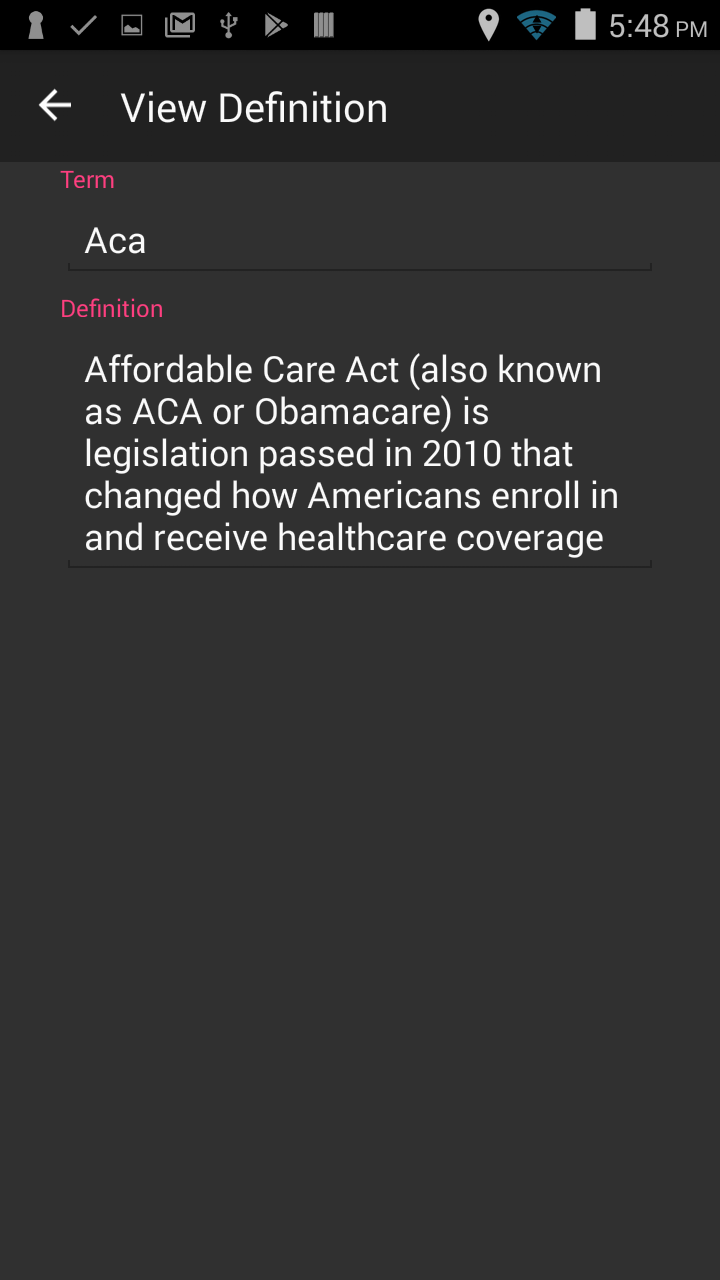 5:48 PM
View Definition
Term
Aca
Definition
Affordable Care Act (also known
as ACA or Obamacare) is
legislation passed in 2010 that
changed how Americans enroll in
and receive healthcare coverage